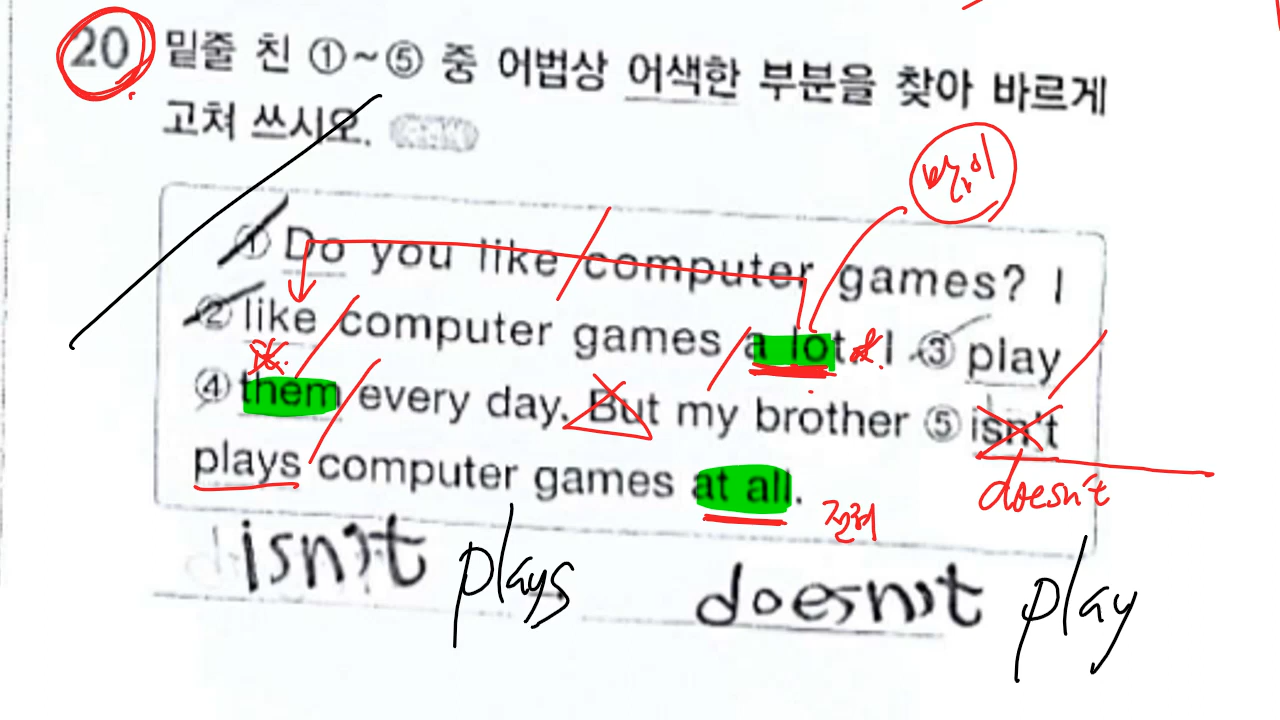 20 밑줄 친 ①~⑤ 중 어법상 어색한 부분을 찾아 바르게
고쳐 쓰시오.
많이
① Do you like computer games? I
② like computer games a lot. I ③ play
④ them every day. But my brother ⑤ isn't
doesn't
plays computer games at all.
전혀
isn't plays doesn't play